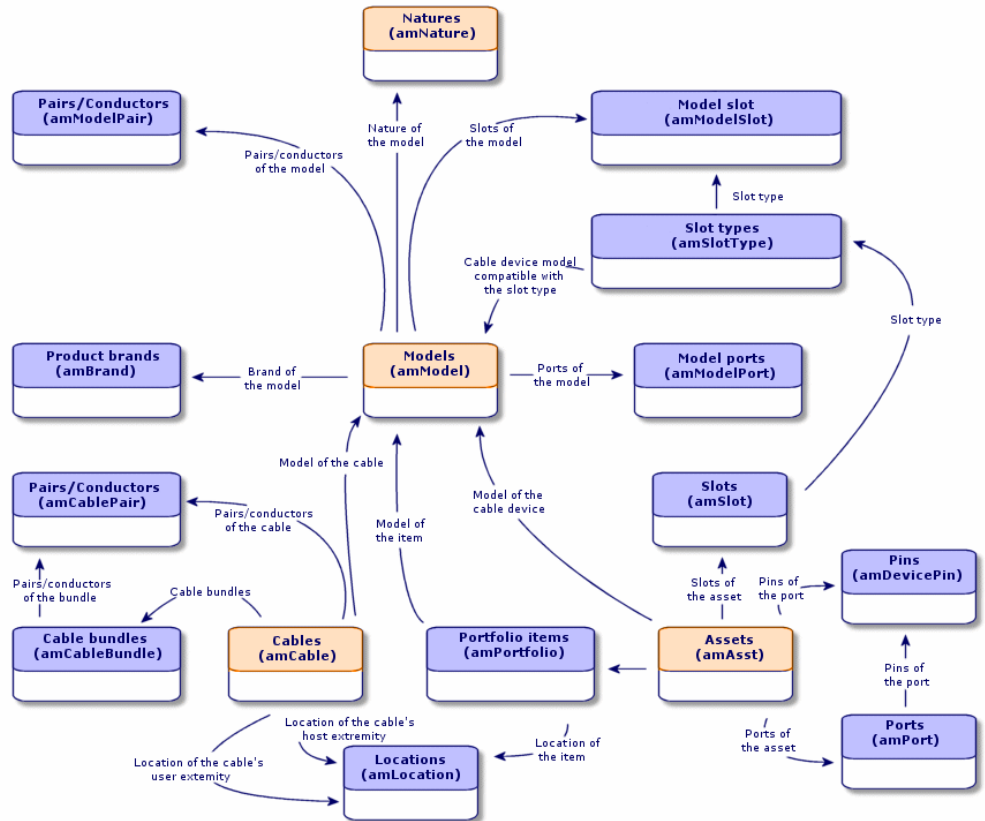 Natures
(amNature)
Pairs/Conductors
(amModelPair)
Model slot
(amModelSlot)
Nature of
the model
Slots of
the model
Pairs/conductors
of the model
Slot type
Slot types
(amSlotType)
Cable device model
compatible with
the slot type
Slot type
Product brands
(amBrand)
Brand of
the model
Models
(amModel)
Ports of
the model
Model ports
(amModelPort)
Model of the cable
Pairs/Conductors
(amCablePair)
Pairs/conductors
of the cable
Model of
the item
Model of the
cable device
Slots
(amSlot)
Pairs/conductors
of the bundle
Cable bundles
Slots of
the asset
Pins of
the port
Pins
(amDevicePin)
Cable bundles
(amCableBundle)
Cables
(amCable)
Portfolio items
(amPortfolio)
Assets
(amAsst)
Pins of
the port
Location of the cable's
host extremity
Location of the cable's
user extemity
Locations
(amLocation)
Location of
the item
Ports of
the asset
Ports
(amPort)